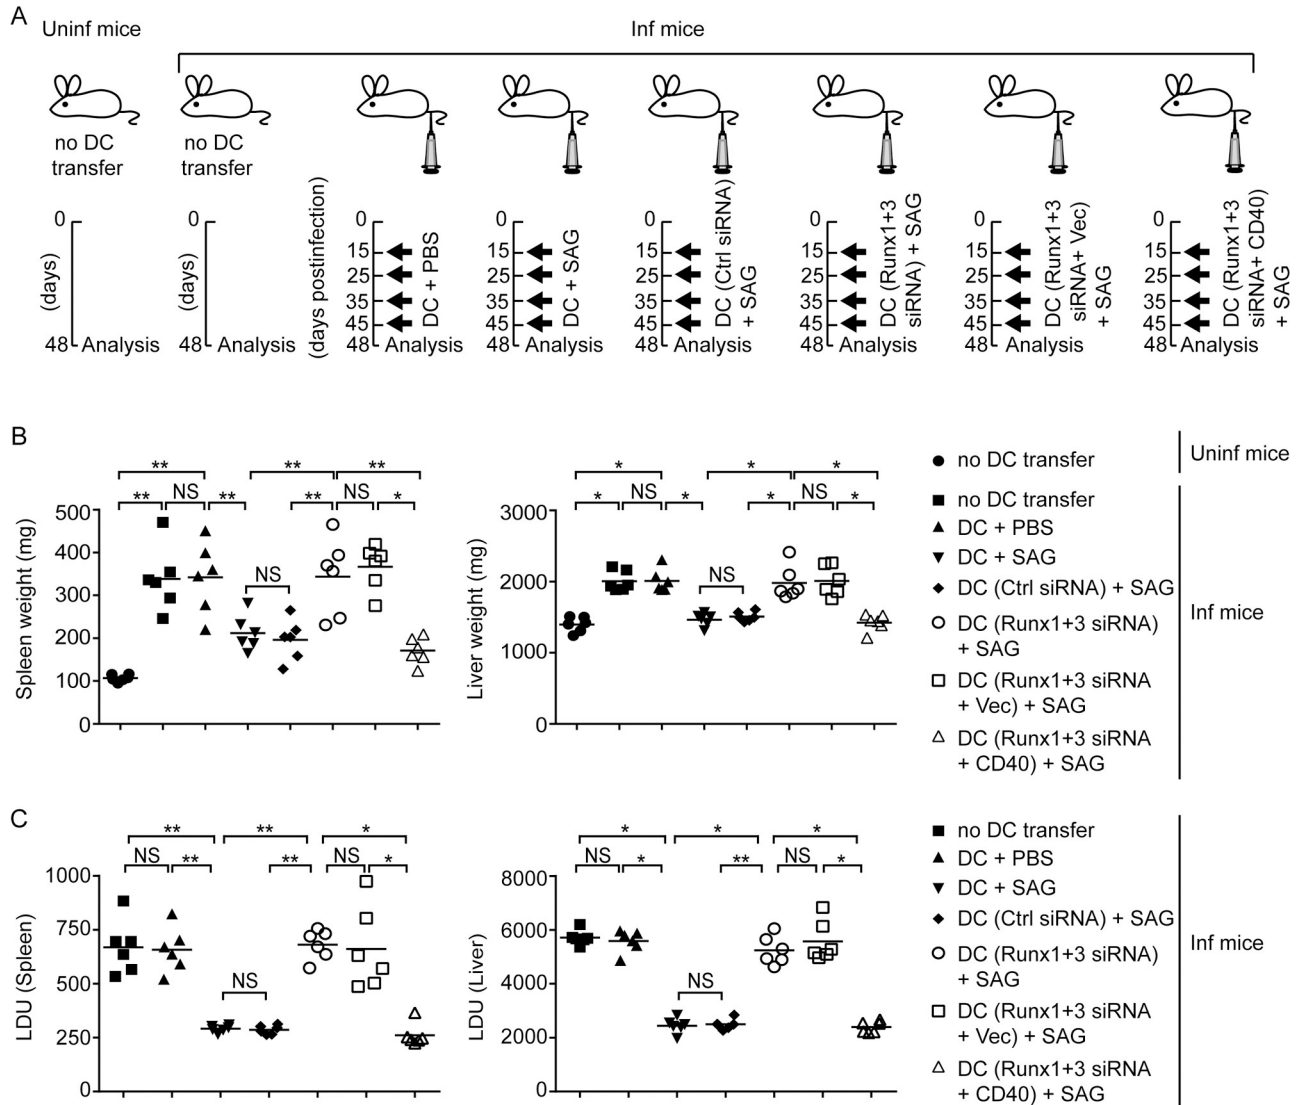 A
Uninf mice
Inf mice
no DC
transfer
no DC
transfer
(days)
0
48
Analysis
(days)
0
48
Analysis
((days postinfection)
0
15
25
35
45
48
Analysis
DC + PBS
0
15
25
35
45
48
Analysis
DC + SAG
0
15
25
35
45
48
Analysis
DC (Ctrl siRNA)
+ SAG
0
15
25
35
45
48
Analysis
DC (Runx1+3
siRNA) + SAG
0
15
25
35
45
48
Analysis
DC (Runx1+3
siRNA+ Vec)
+ SAG
0
15
25
35
45
48
Analysis
DC (Runx1+3
siRNA+ CD40)
+ SAG
B
Spleen weight (mg)
500
400
300
200
100
0
** ** **
** NS ** ** NS *
NS
Liver weight (mg)
3000
2000
1000
0
* * *
* NS * * NS *
NS
no DC transfer
Uninf mice
no DC transfer
DC + PBS
DC + SAG
DC (Ctrl siRNA) + SAG
DC (Runx1+3 siRNA)
+ SAG
DC (Runx1+3 siRNA
+ Vec) + SAG
DC (Runx1+3 siRNA
+ CD40) + SAG
Inf mice
C
LDU (Spleen)
1000
750
500
250
0
** ** *
NS ** ** NS *
NS
LDU (Liver)
8000
6000
4000
2000
0
* * *
NS * ** NS *
NS
no DC transfer
DC + PBS
DC + SAG
DC (Ctrl siRNA) + SAG
DC (Runx1+3 siRNA)
+ SAG
DC (Runx1+3 siRNA
+ Vec) + SAG
DC (Runx1+3 siRNA
+ CD40) + SAG
Inf mice